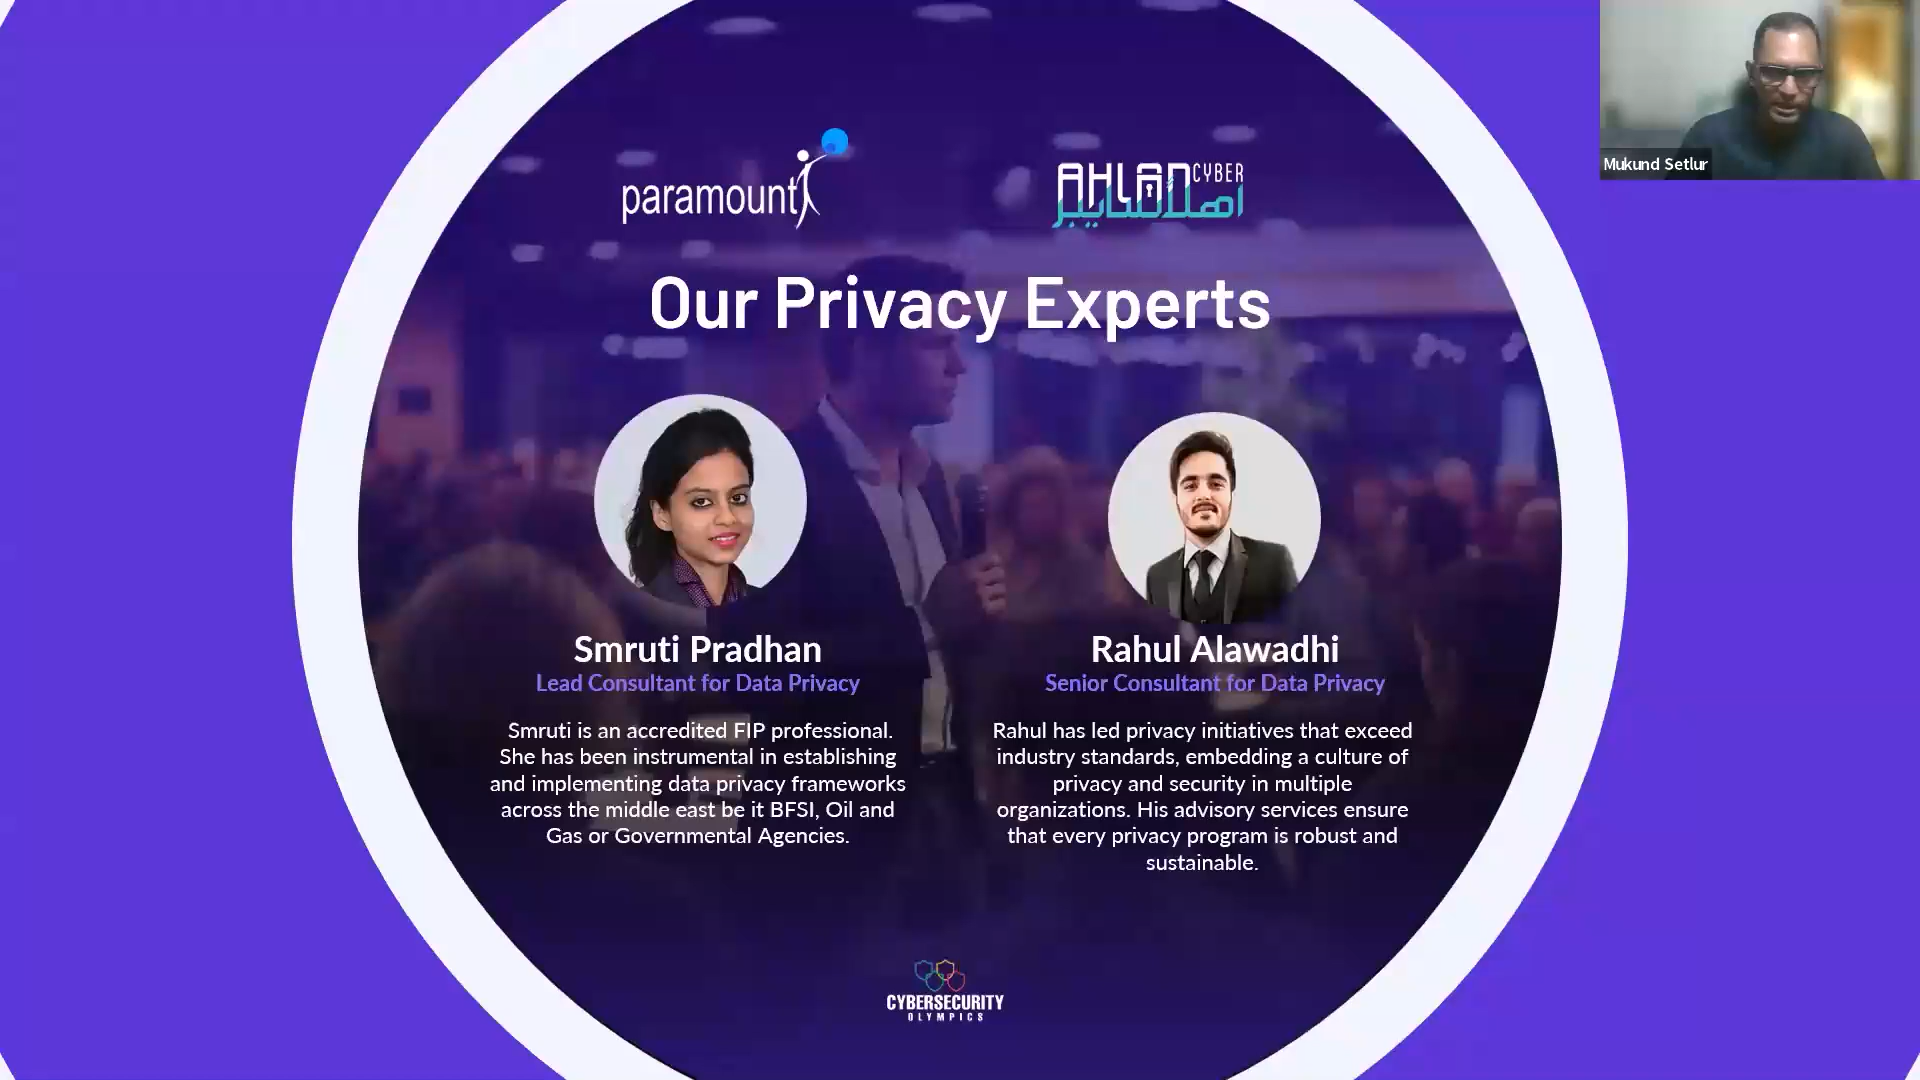 paramount
AHLAN CYBER
أهلاً سايبر
Our Privacy Experts
Smruti Pradhan
Lead Consultant for Data Privacy
Smruti is an accredited FIP professional.
She has been instrumental in establishing
and implementing data privacy frameworks
across the middle east be it BFSI, Oil and
Gas or Governmental Agencies.
Rahul Alawadhi
Senior Consultant for Data Privacy
Rahul has led privacy initiatives that exceed
industry standards, embedding a culture of
privacy and security in multiple
organizations. His advisory services ensure
that every privacy program is robust and
sustainable.
CYBERSECURITY
OLYMPICS
Mukund Setlur